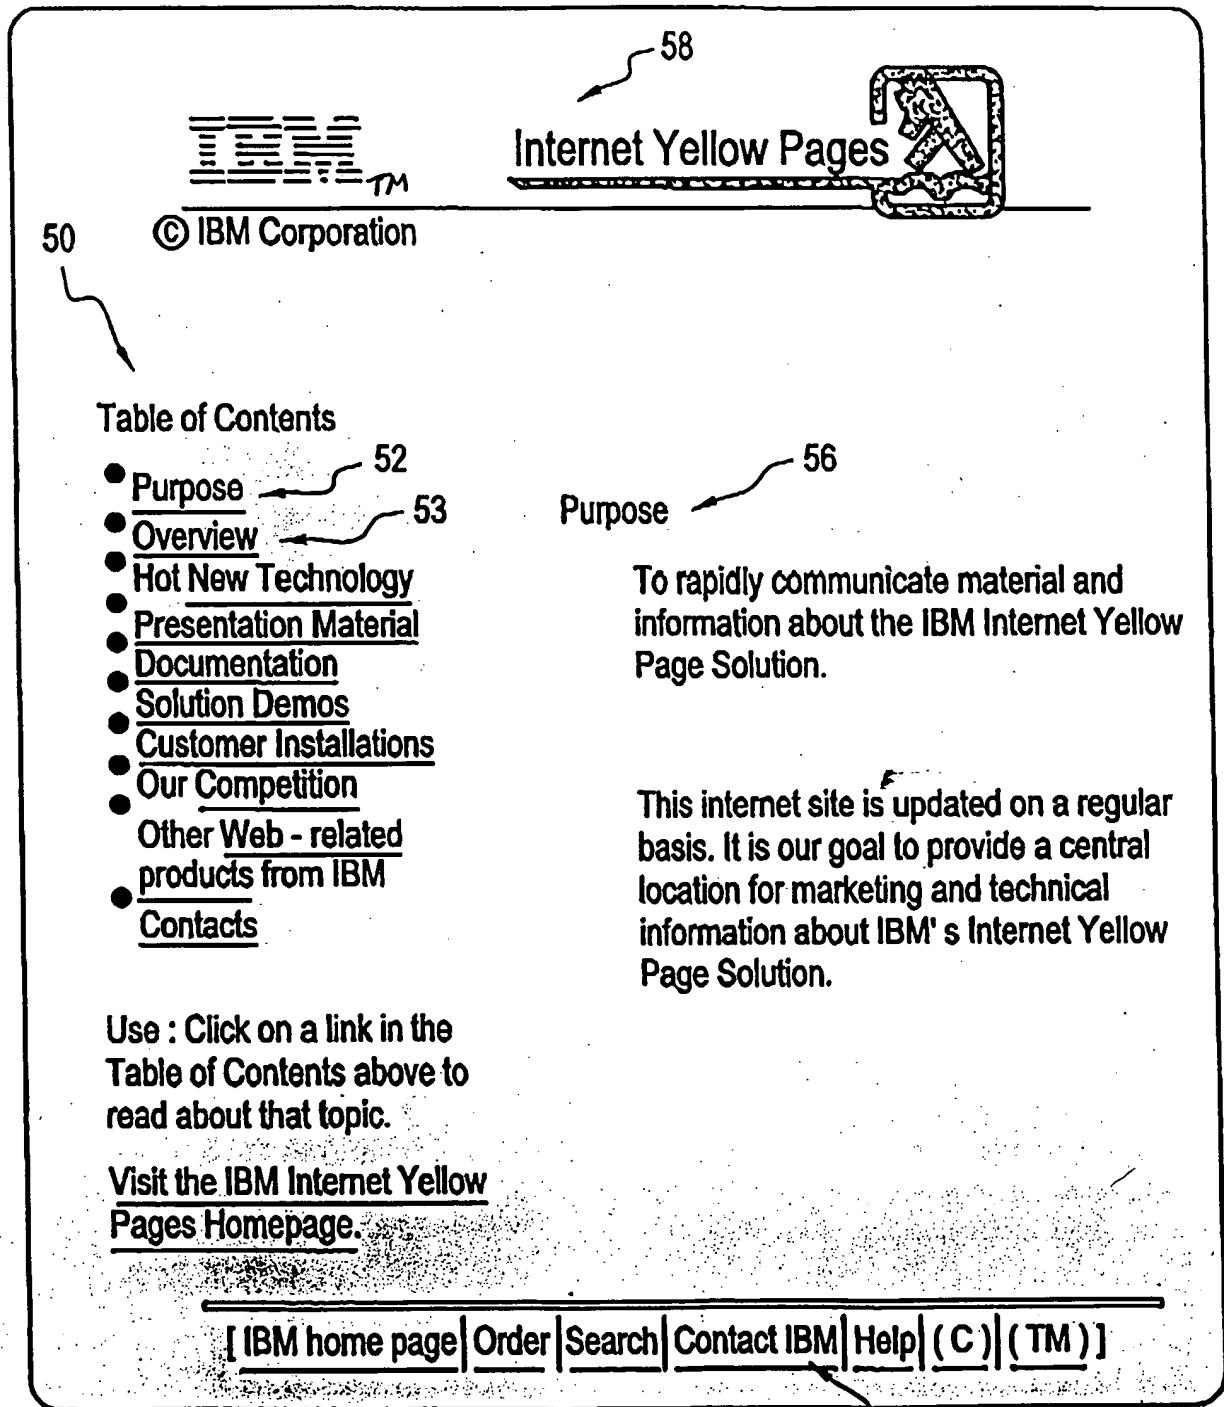 58
IBM TM
Internet Yellow Pages
© IBM Corporation
50
Table of Contents
● Purpose
52
● Overview
53
● Hot New Technology
● Presentation Material
● Documentation
● Solution Demos
● Customer Installations
● Our Competition
● Other Web - related
products from IBM
● Contacts
Use : Click on a link in the
Table of Contents above to
read about that topic.
Visit the IBM Internet Yellow
Pages Homepage.
56
Purpose
To rapidly communicate material and
information about the IBM Internet Yellow
Page Solution.
This internet site is updated on a regular
basis. It is our goal to provide a central
location for marketing and technical
information about IBM' s Internet Yellow
Page Solution.
[ IBM home page | Order | Search | Contact IBM | Help | ( C ) | ( TM ) ]